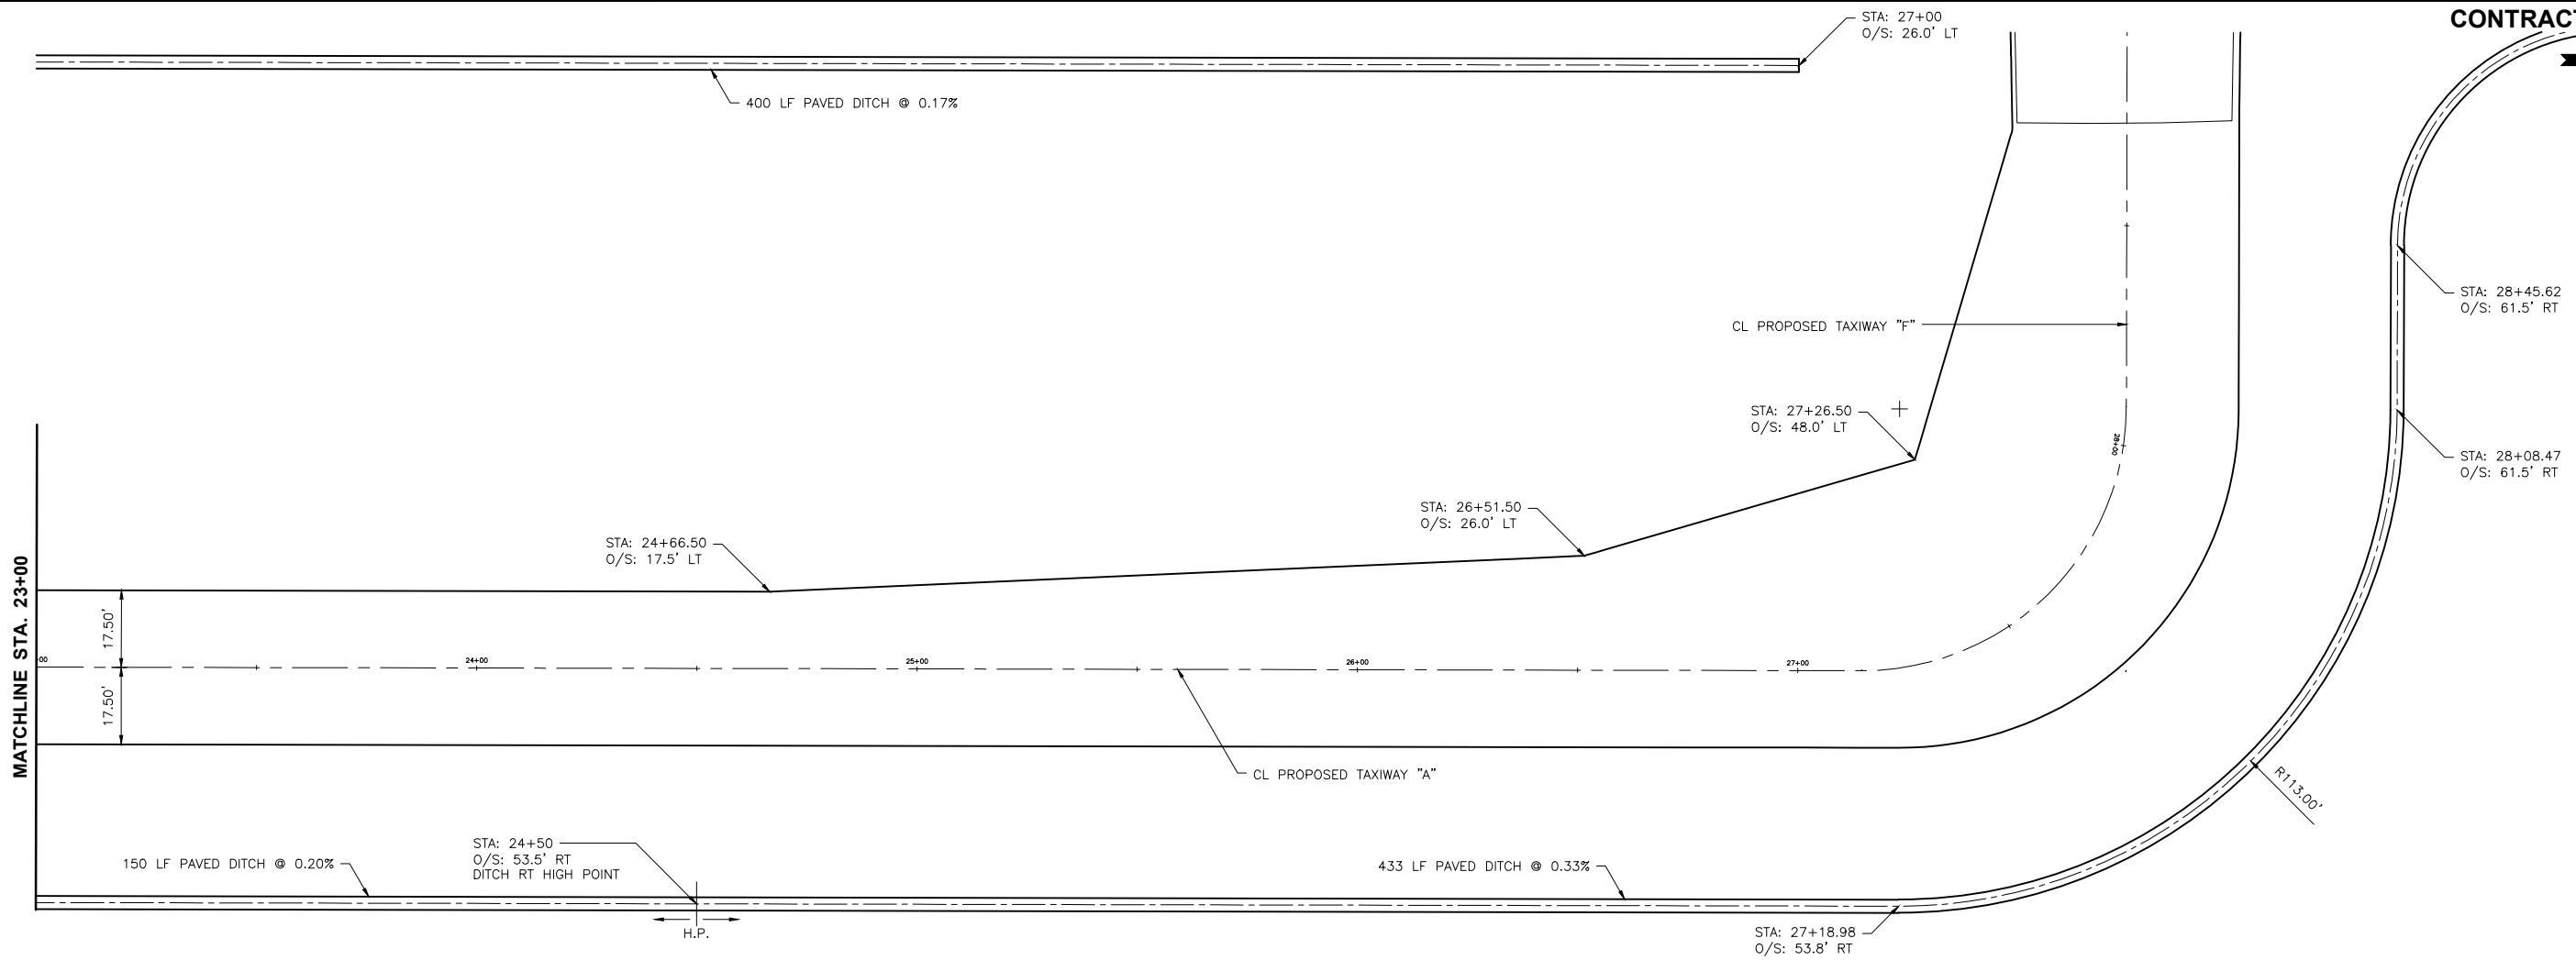 CONTRACT
STA: 27+00
O/S: 26.0' LT
400 LF PAVED DITCH @ 0.17%
STA: 28+45.62
O/S: 61.5' RT
CL PROPOSED TAXIWAY "F"
STA: 27+26.50
O/S: 48.0' LT
28+00
STA: 28+08.47
O/S: 61.5' RT
STA: 26+51.50
O/S: 26.0' LT
STA: 24+66.50
O/S: 17.5' LT
MATCHLINE STA. 23+00
17.50'
17.50'
00
24+00
25+00
26+00
27+00
CL PROPOSED TAXIWAY "A"
R113.00'
STA: 24+50
O/S: 53.5' RT
DITCH RT HIGH POINT
150 LF PAVED DITCH @ 0.20%
433 LF PAVED DITCH @ 0.33%
H.P.
STA: 27+18.98
O/S: 53.8' RT